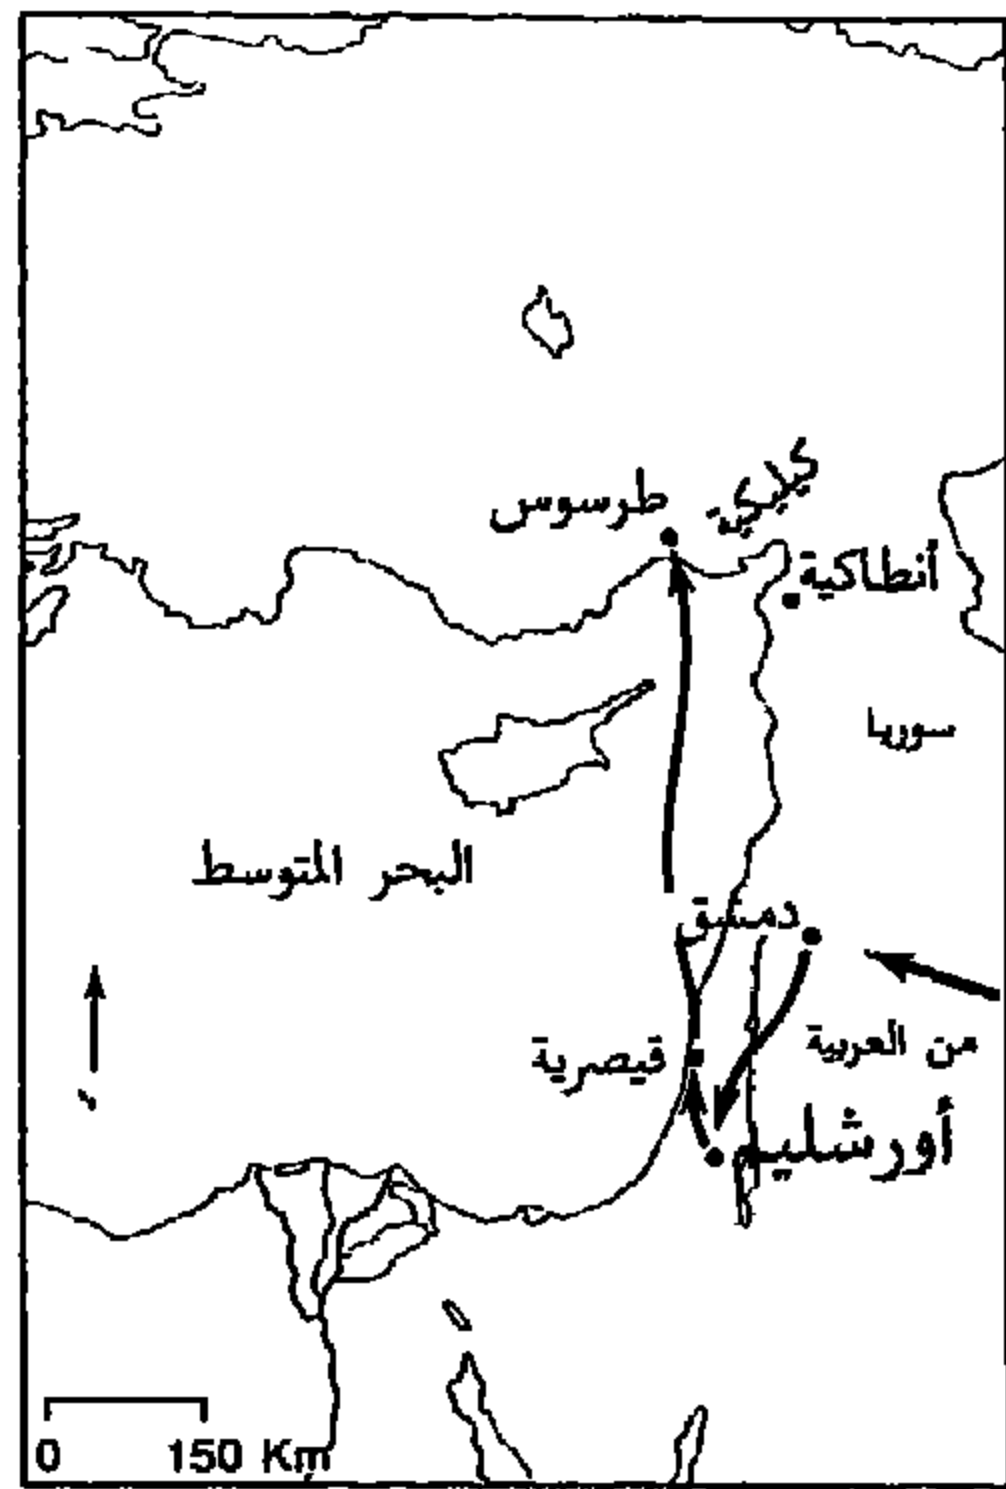 كيليكية
طرسوس
أنطاكية
سوريا
البحر المتوسط
دمشق
من العربية
قيصرية
أورشليم
0 150 Km